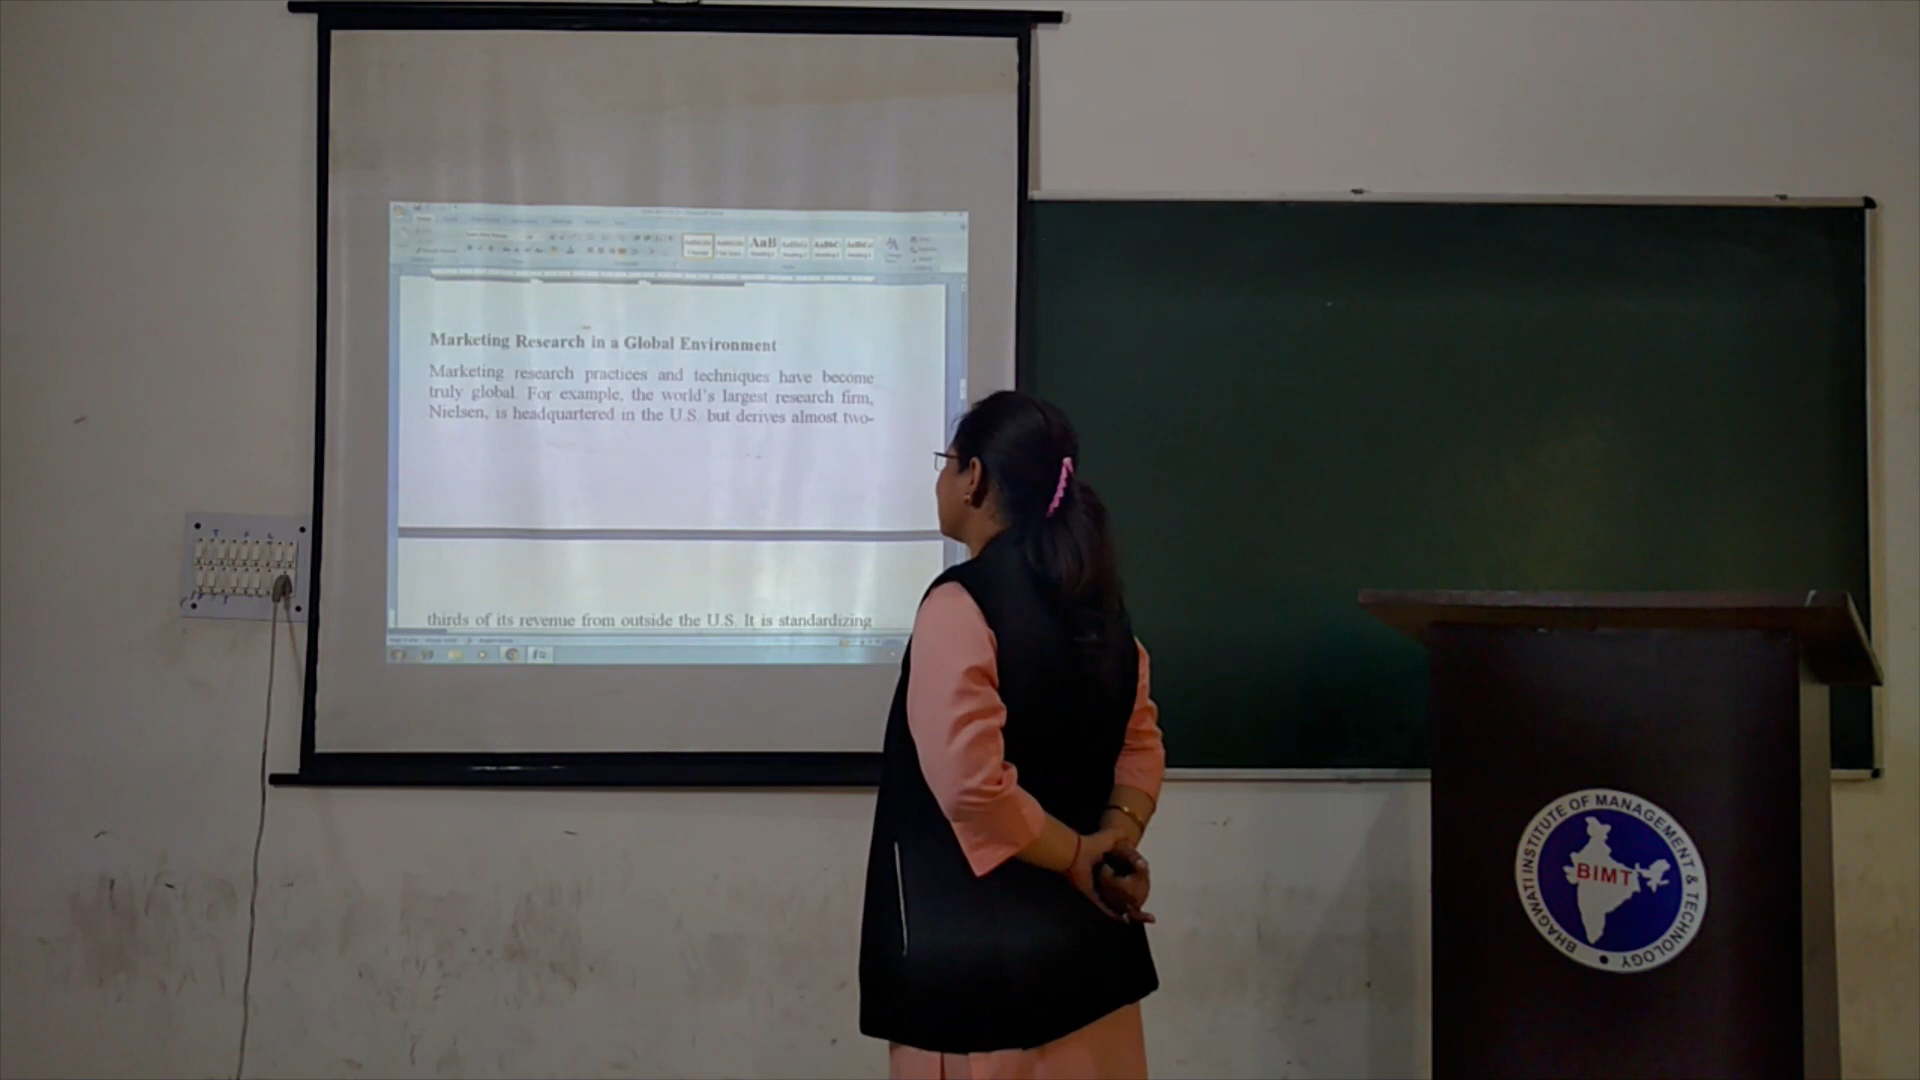 AaB
Marketing Research in a Global Environment
Marketing research practices and techniques have become
truly global. For example, the world's largest research firm,
Nielsen, is headquartered in the U.S. but derives almost two-
thirds of its revenue from outside the U.S. It is standardizing
T F L
BHAGWATI INSTITUTE OF MANAGEMENT & TECHNOLOGY
BIMT